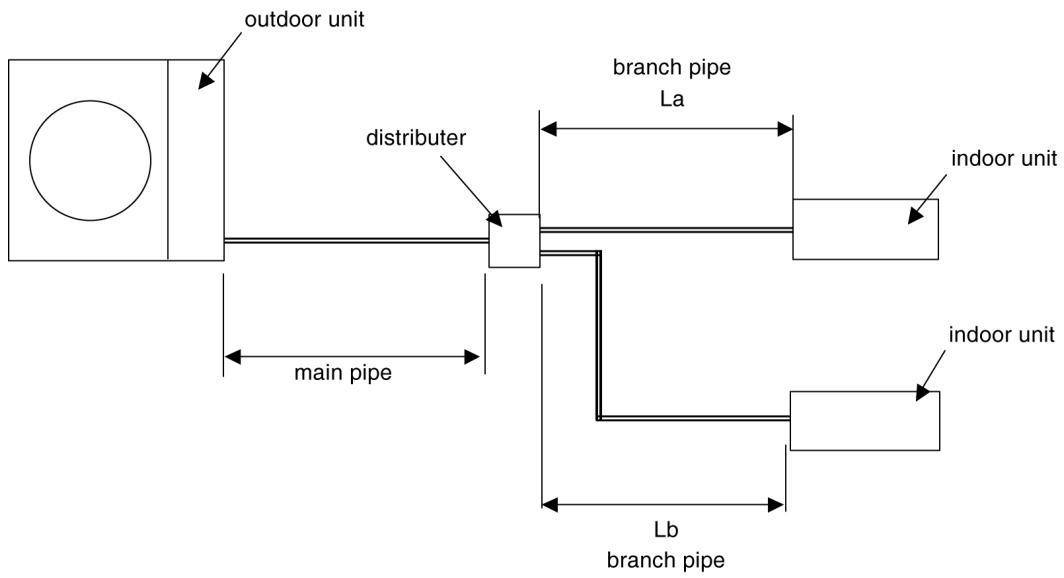 outdoor unit
branch pipe
La
distributer
indoor unit
main pipe
indoor unit
Lb
branch pipe